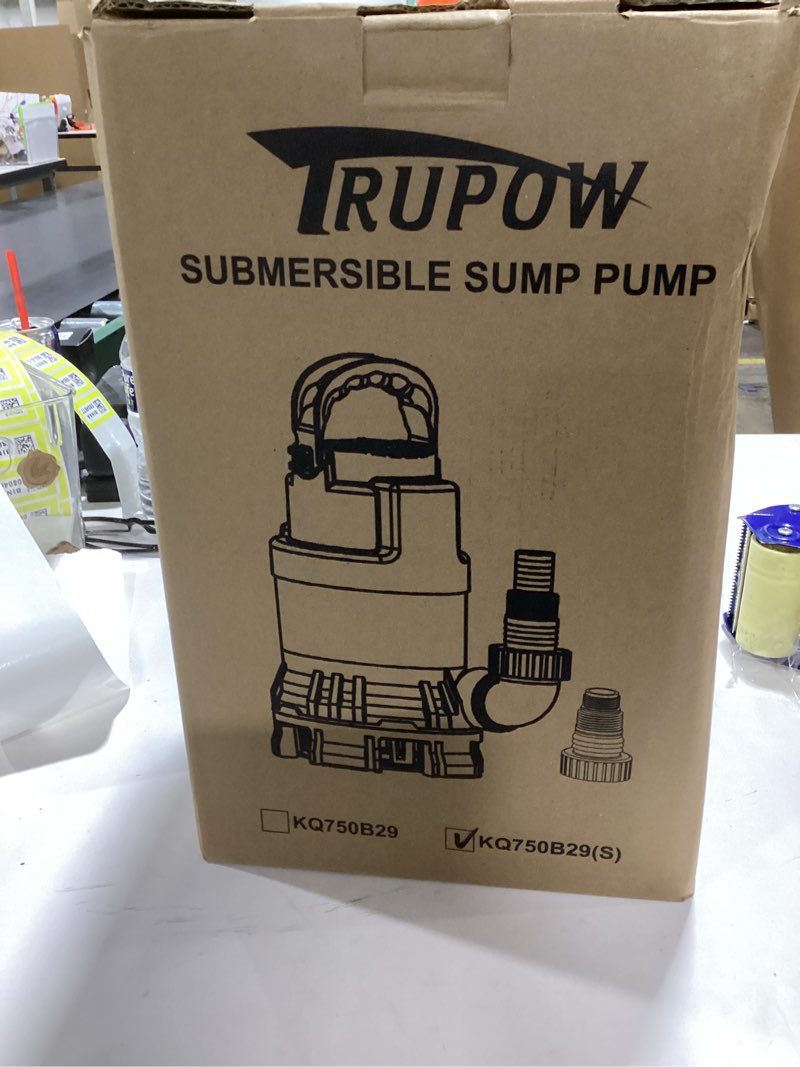 TRUPOW
SUBMERSIBLE SUMP PUMP
KQ750B29
KQ750B29(S)